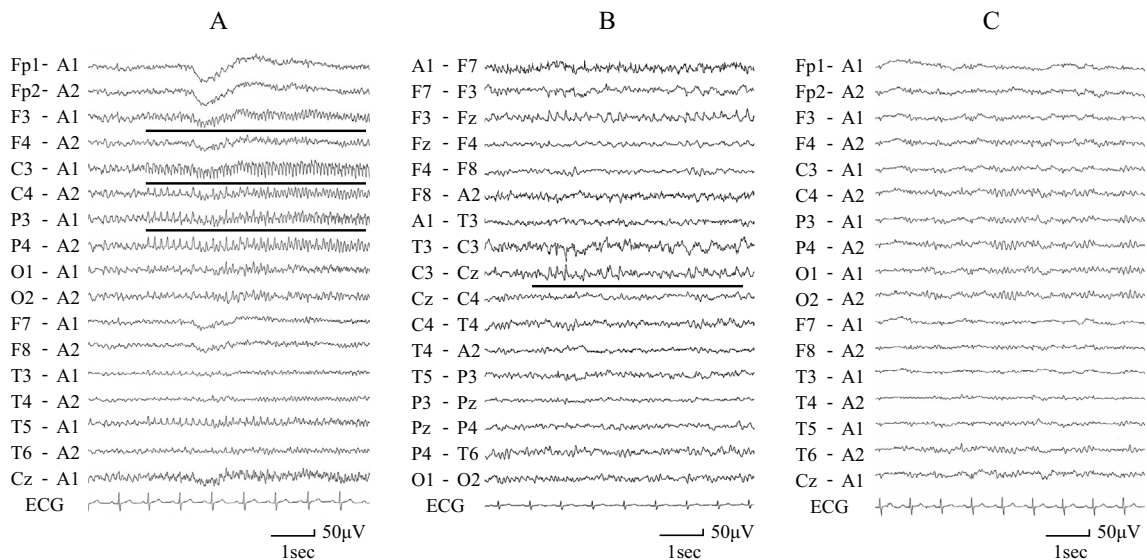 A
Fp1 - A1
Fp2 - A2
F3 - A1
F4 - A2
C3 - A1
C4 - A2
P3 - A1
P4 - A2
O1 - A1
O2 - A2
F7 - A1
F8 - A2
T3 - A1
T4 - A2
T5 - A1
T6 - A2
Cz - A1
ECG
50μV
1sec
B
A1 - F7
F7 - F3
F3 - Fz
Fz - F4
F4 - F8
F8 - A2
A1 - T3
T3 - C3
C3 - Cz
Cz - C4
C4 - T4
T4 - A2
T5 - P3
P3 - Pz
Pz - P4
P4 - T6
O1 - O2
ECG
50μV
1sec
C
Fp1 - A1
Fp2 - A2
F3 - A1
F4 - A2
C3 - A1
C4 - A2
P3 - A1
P4 - A2
O1 - A1
O2 - A2
F7 - A1
F8 - A2
T3 - A1
T4 - A2
T5 - A1
T6 - A2
Cz - A1
ECG
50μV
1sec